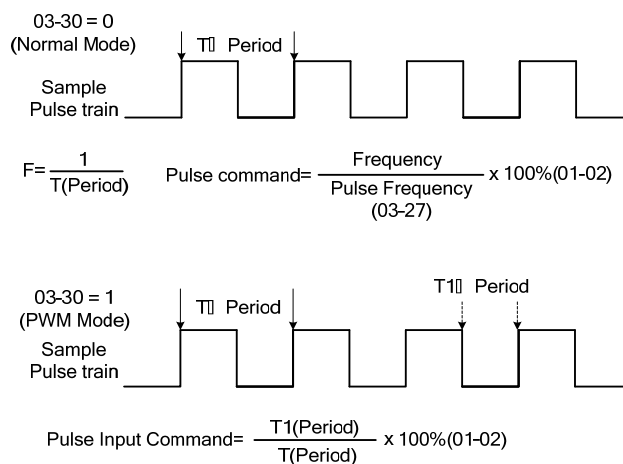 03-30 = 0
(Normal Mode)
T▯ Period
Sample
Pulse train
F= 1 / T(Period)
Pulse command= Frequency / Pulse Frequency (03-27) x 100%(01-02)
03-30 = 1
(PWM Mode)
T▯ Period
T1▯ Period
Sample
Pulse train
Pulse Input Command= T1(Period) / T(Period) x 100%(01-02)